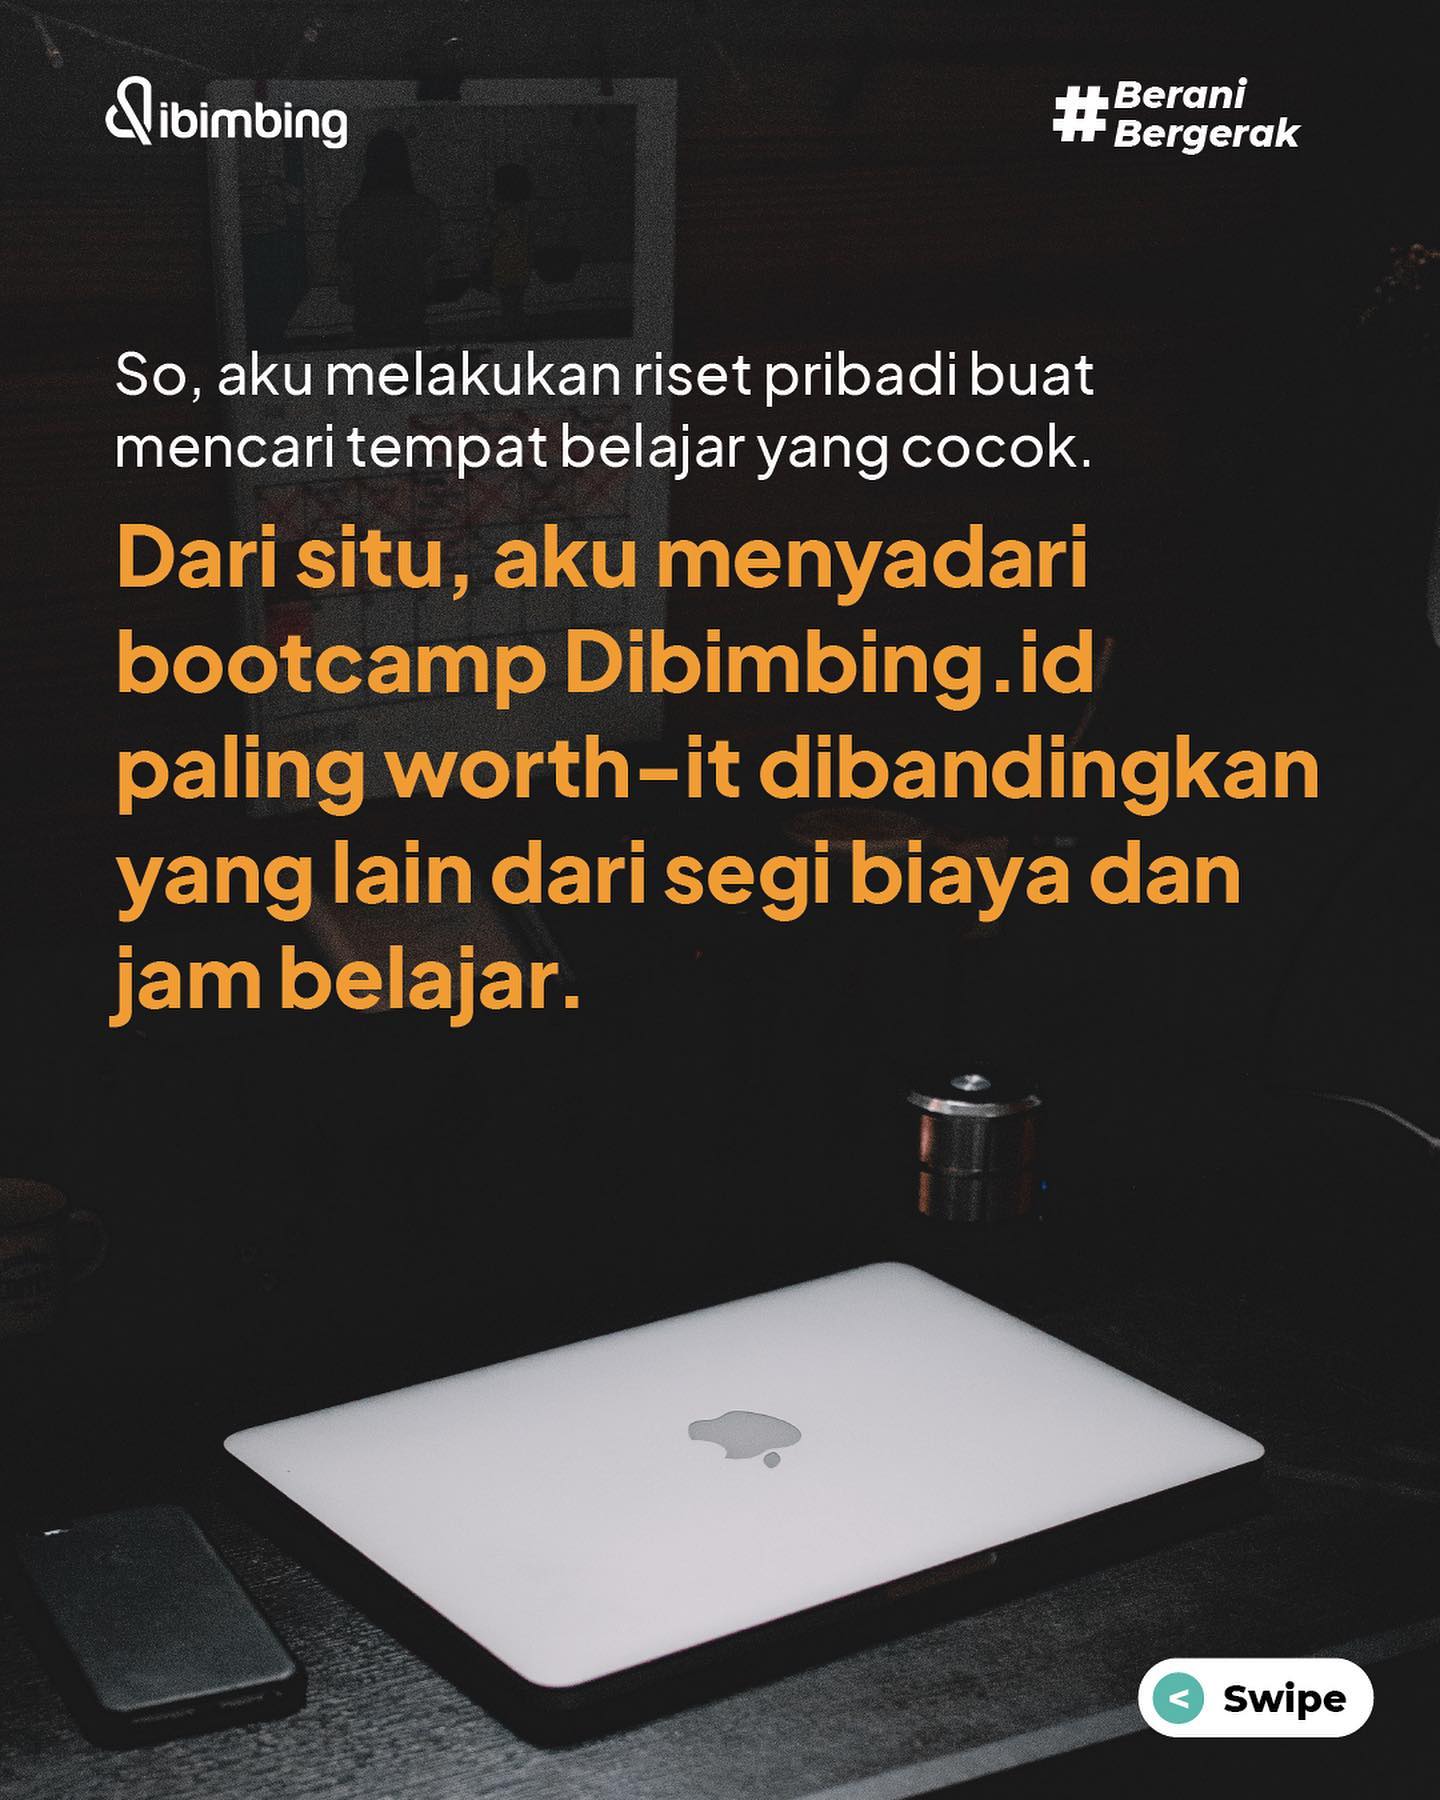 dibimbing
#Berani
Bergerak
So, aku melakukan riset pribadi buat
mencari tempat belajar yang cocok.
Dari situ, aku menyadari
bootcamp Dibimbing.id
paling worth-it dibandingkan
yang lain dari segi biaya dan
jam belajar.
< Swipe